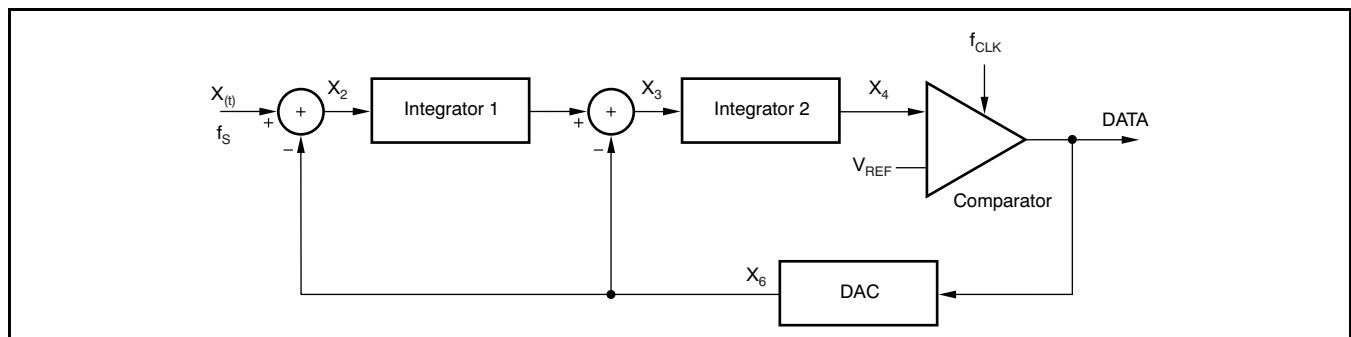 f_CLK
X_(t)
X_2
Integrator 1
X_3
Integrator 2
X_4
+
+
+
+
f_S
DATA
−
−
V_REF
Comparator
X_6
DAC